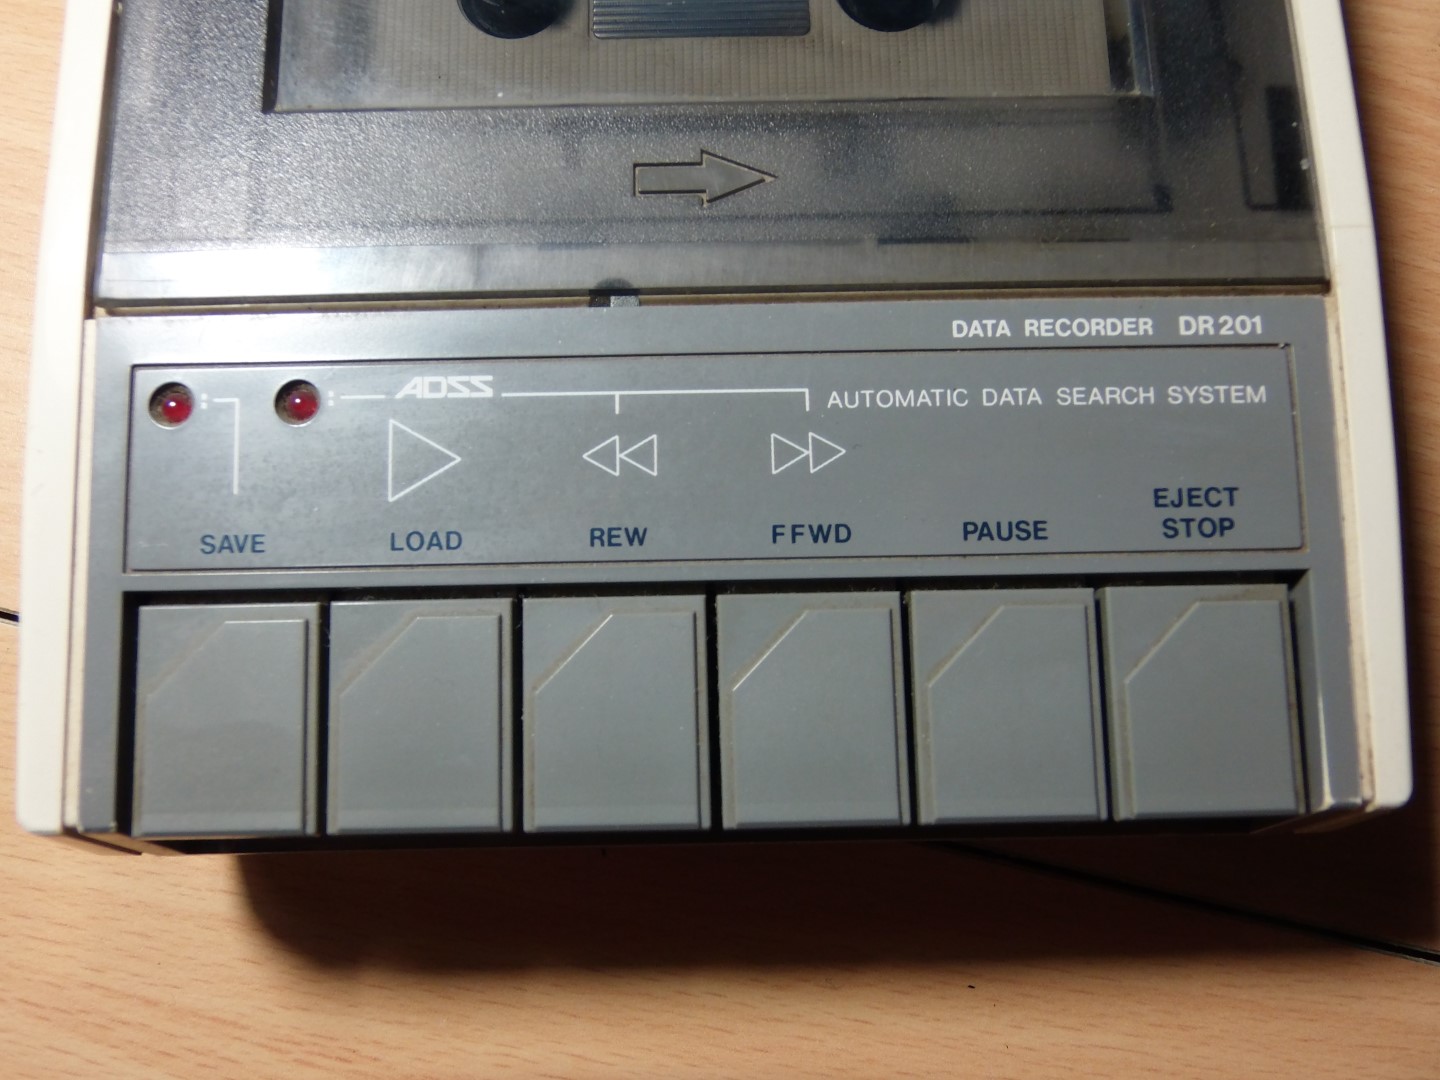 DATA RECORDER DR201
ADSS
AUTOMATIC DATA SEARCH SYSTEM
SAVE
LOAD
REW
FFWD
PAUSE
EJECT
STOP